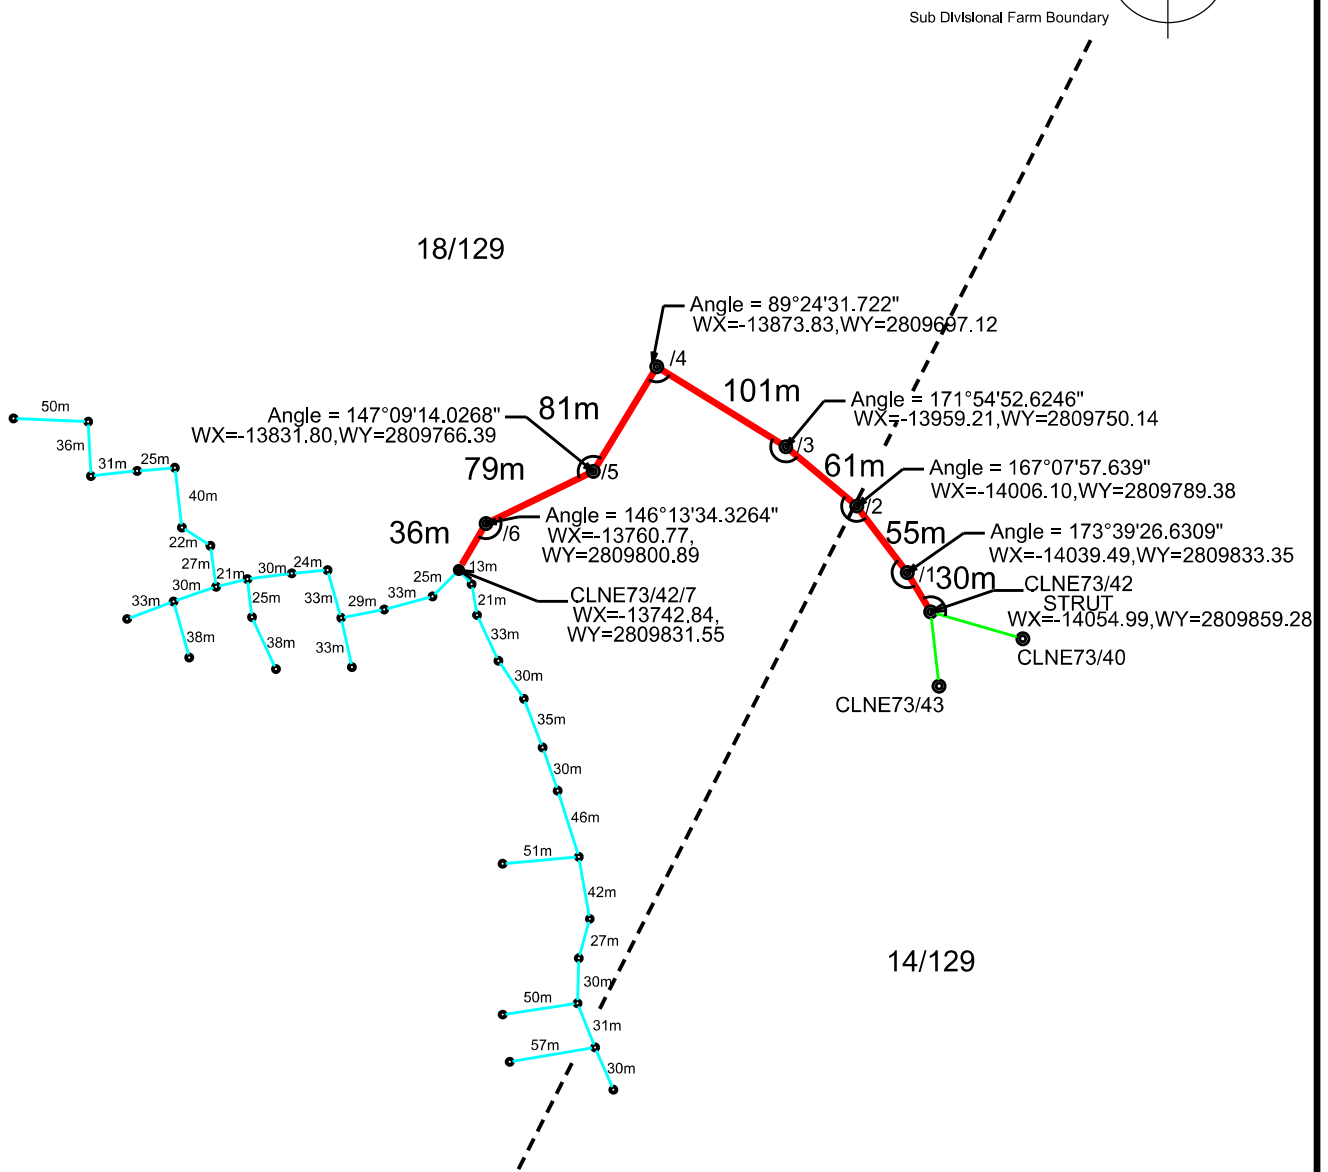 Sub Divisional Farm Boundary
18/129
Angle = 89°24'31.722"
WX=-13873.83,WY=2809697.12
/4
101m
81m
Angle = 171°54'52.6246"
WX=-13959.21,WY=2809750.14
/3
Angle = 147°09'14.0268"
WX=-13831.80,WY=2809766.39
/5
79m
61m
Angle = 167°07'57.639"
WX=-14006.10,WY=2809789.38
/2
50m
36m
31m
25m
40m
22m
27m
36m
Angle = 146°13'34.3264"
WX=-13760.77,
WY=2809800.89
/6
55m
Angle = 173°39'26.6309"
WX=-14039.49,WY=2809833.35
/1
30m
CLNE73/42
STRUT
WX=-14054.99,WY=2809859.28
CLNE73/40
CLNE73/43
13m
CLNE73/42/7
WX=-13742.84,
WY=2809831.55
25m
21m
33m
29m
33m
33m
24m
30m
21m
25m
38m
30m
33m
38m
33m
30m
35m
30m
46m
51m
42m
27m
30m
50m
31m
57m
30m
14/129